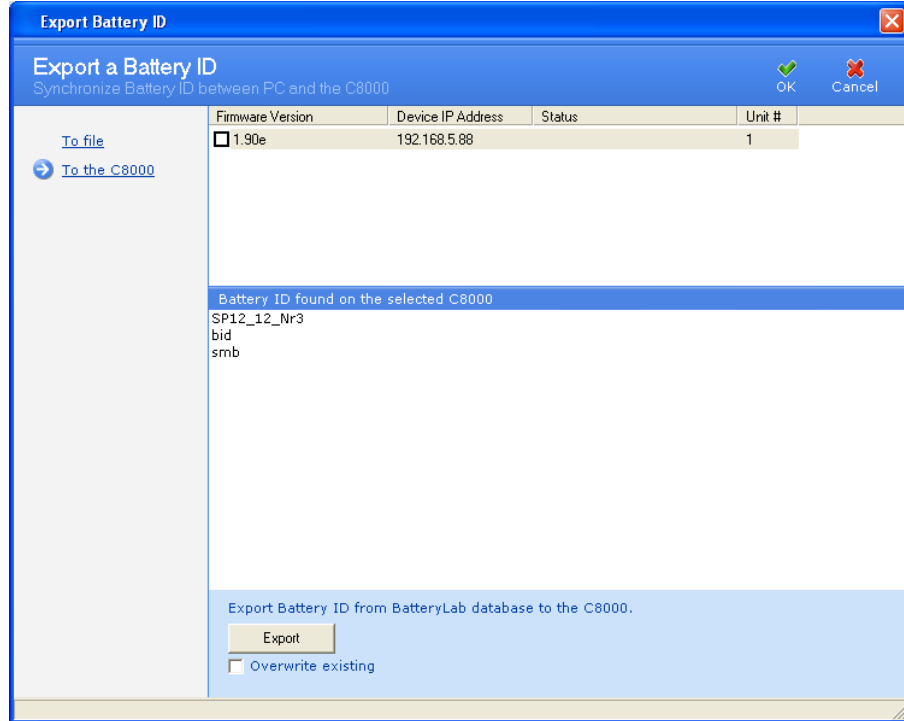 Export Battery ID
Export a Battery ID
Synchronize Battery ID between PC and the C8000
OK
Cancel
To file
To the C8000
Firmware Version Device IP Address Status Unit #
1.90e 192.168.5.88 1
Battery ID found on the selected C8000
SP12_12_Nr3
bid
smb
Export Battery ID from BatteryLab database to the C8000.
Export
Overwrite existing